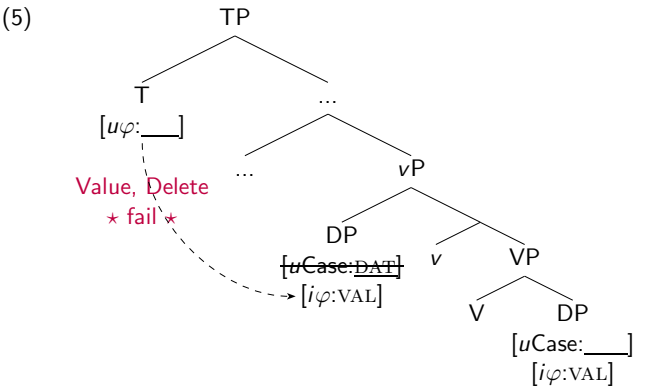 (5)
TP
T
...
[uφ:___]
...
vP
Value, Delete
⋆ fail ⋆
DP
v
VP
[uCase:DAT]
[iφ:VAL]
V
DP
[uCase:___]
[iφ:VAL]